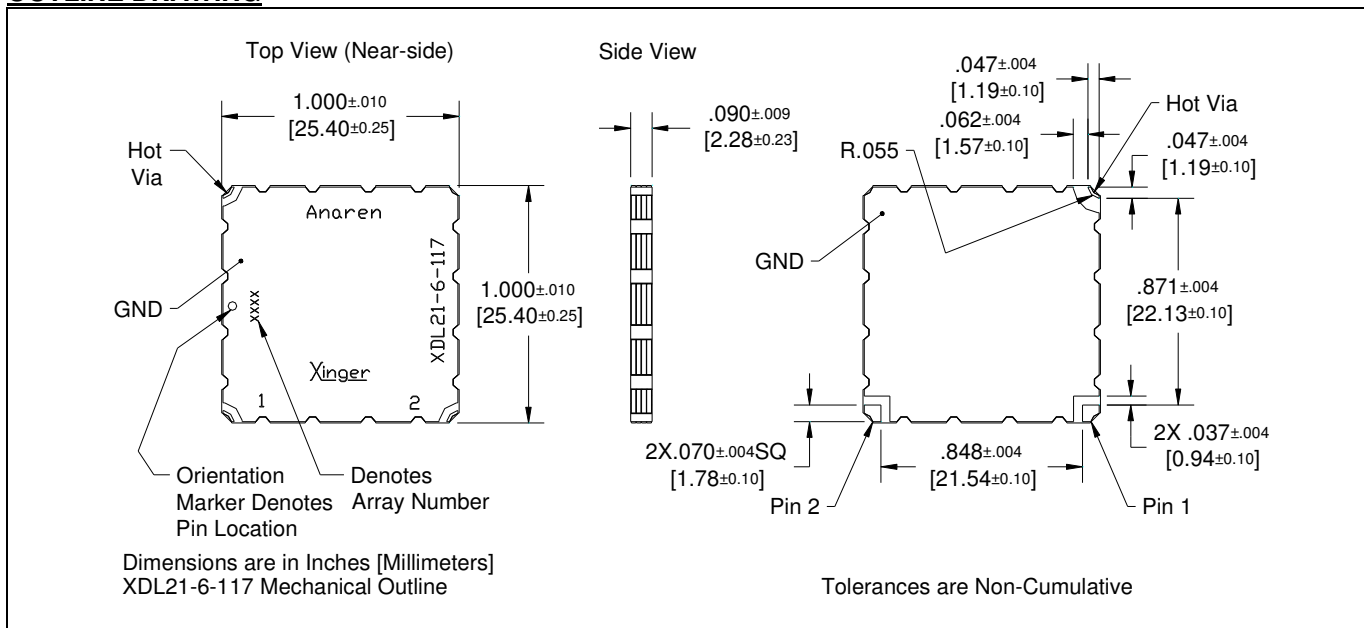 Top View (Near-side)
Side View
1.000±.010
[25.40±0.25]
.090±.009
[2.28±0.23]
.047±.004
[1.19±0.10]
Hot Via
.062±.004
[1.57±0.10]
.047±.004
[1.19±0.10]
R.055
Hot
Via
Anaren
XDL21-6-117
GND
xxxx
1.000±.010
[25.40±0.25]
Xinger
1
2
GND
.871±.004
[22.13±0.10]
2X.070±.004SQ
[1.78±0.10]
.848±.004
[21.54±0.10]
2X .037±.004
[0.94±0.10]
Pin 2
Pin 1
Orientation
Marker Denotes
Pin Location
Denotes
Array Number
Dimensions are in Inches [Millimeters]
XDL21-6-117 Mechanical Outline
Tolerances are Non-Cumulative